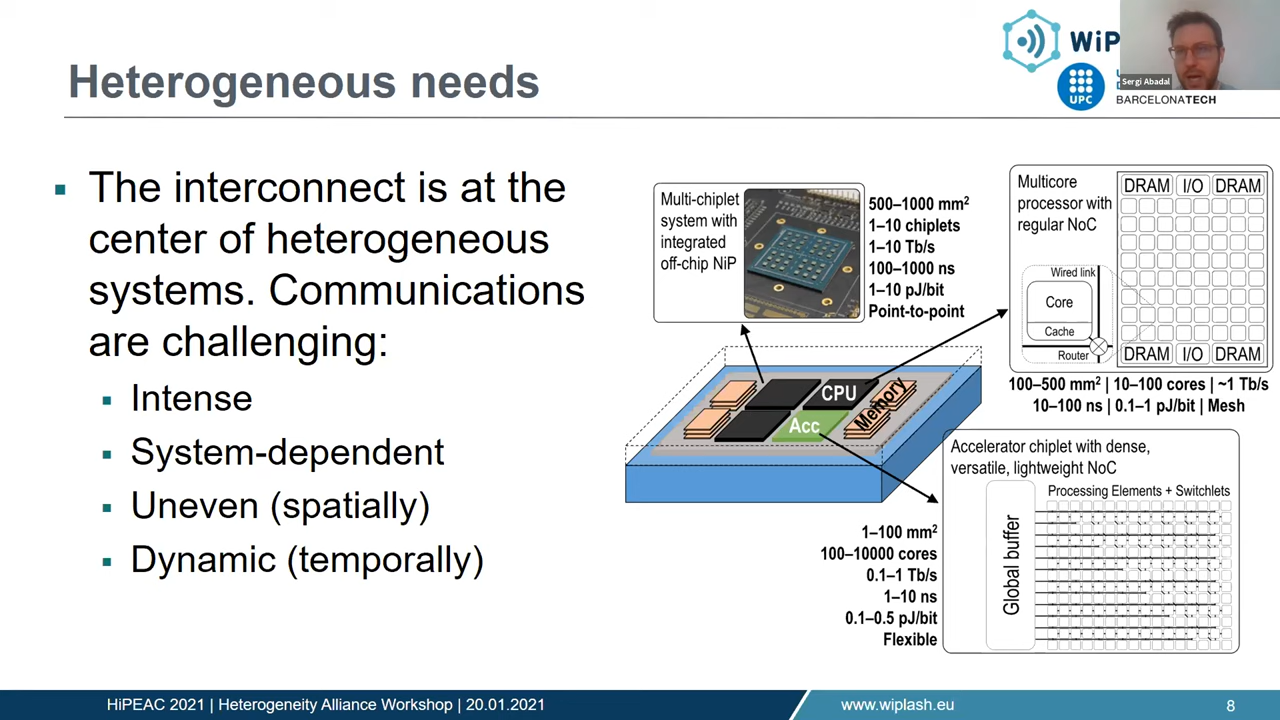 Heterogeneous needs
WiP
Sergi Abadal
UPC
BARCELONATECH
▪ The interconnect is at the
center of heterogeneous
systems. Communications
are challenging:
▪ Intense
▪ System-dependent
▪ Uneven (spatially)
▪ Dynamic (temporally)
Multi-chiplet
system with
integrated
off-chip NiP
500–1000 mm²
1–10 chiplets
1–10 Tb/s
100–1000 ns
1–10 pJ/bit
Point-to-point
Multicore
processor with
regular NoC
DRAM I/O DRAM
Wired link
Core
Cache
Router
DRAM I/O DRAM
100–500 mm² | 10–100 cores | ~1 Tb/s
10–100 ns | 0.1–1 pJ/bit | Mesh
CPU
Acc
Memory
Accelerator chiplet with dense,
versatile, lightweight NoC
Processing Elements + Switchlets
Global buffer
1–100 mm²
100–10000 cores
0.1–1 Tb/s
1–10 ns
0.1–0.5 pJ/bit
Flexible
HiPEAC 2021 | Heterogeneity Alliance Workshop | 20.01.2021
www.wiplash.eu
8